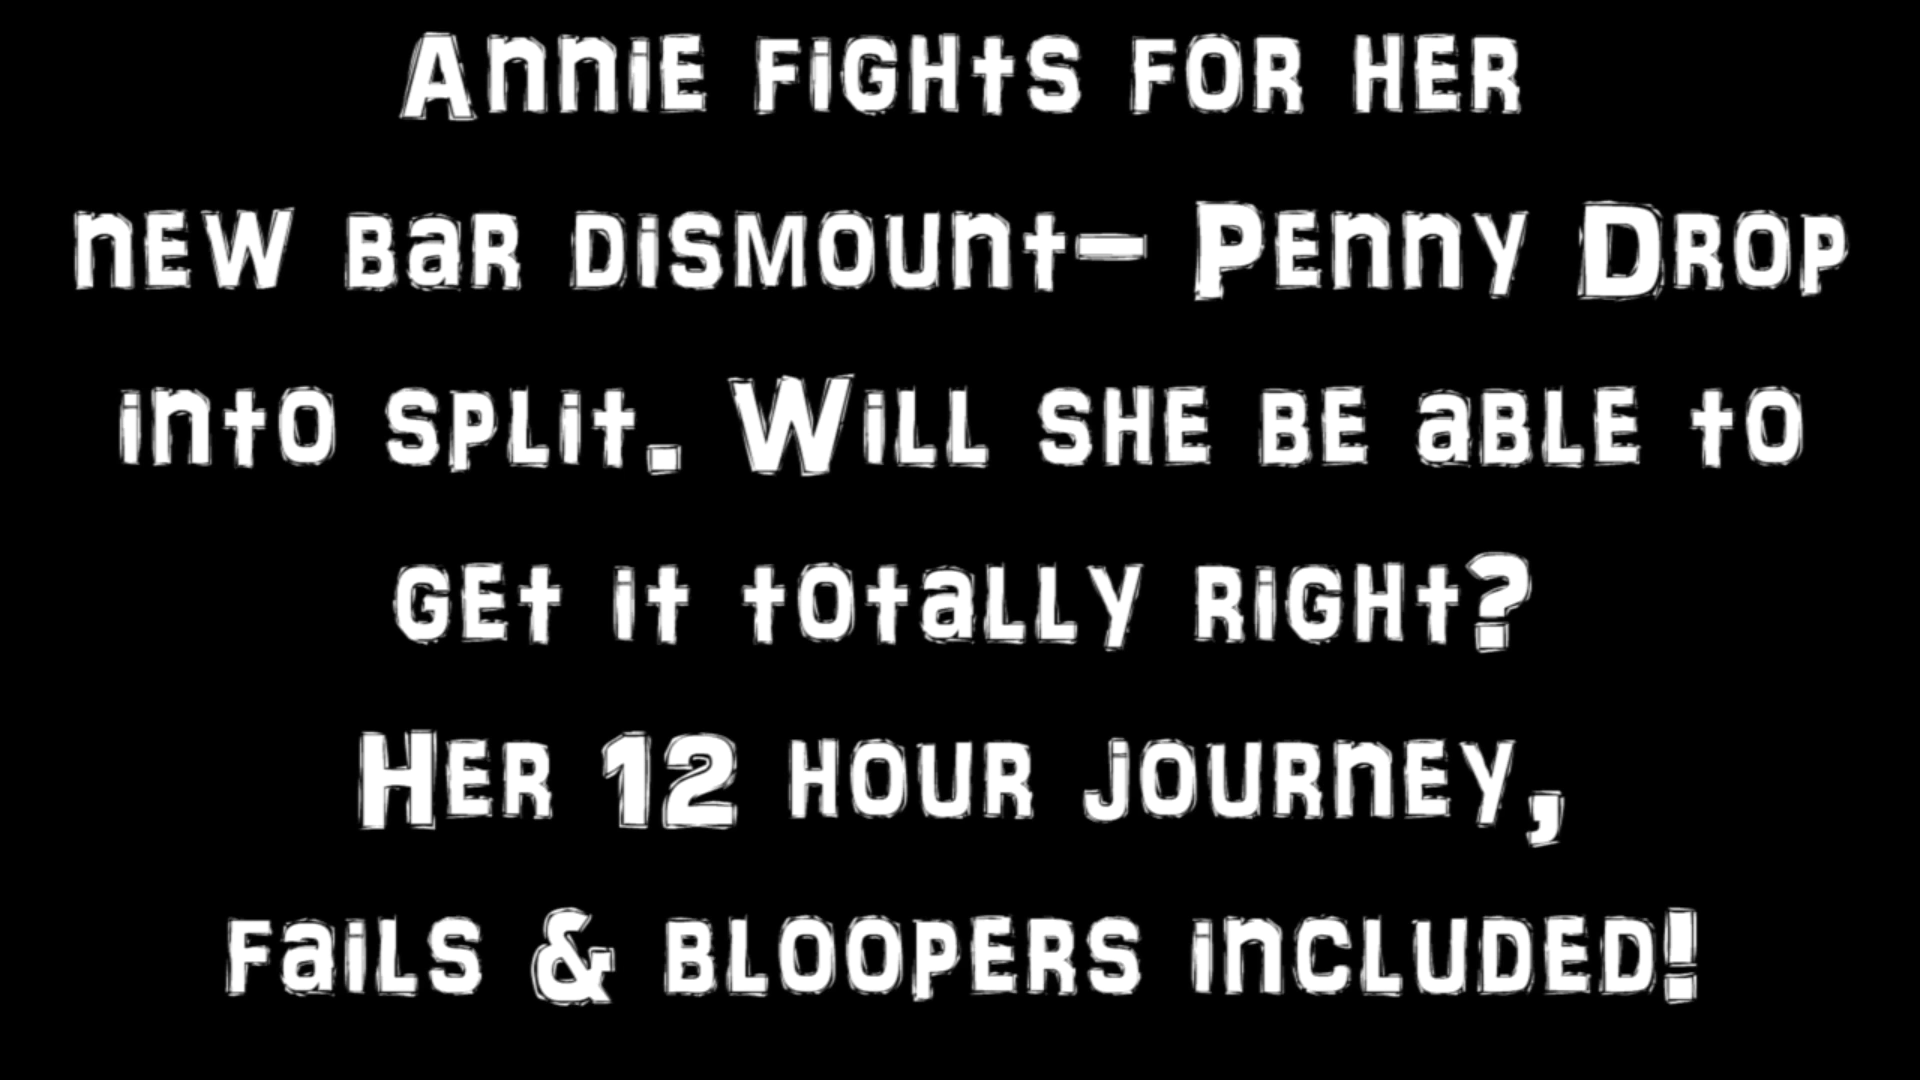 Annie fights for her
new bar dismount- Penny Drop
into split. Will she be able to
get it totally right?
Her 12 hour journey,
fails & bloopers included!